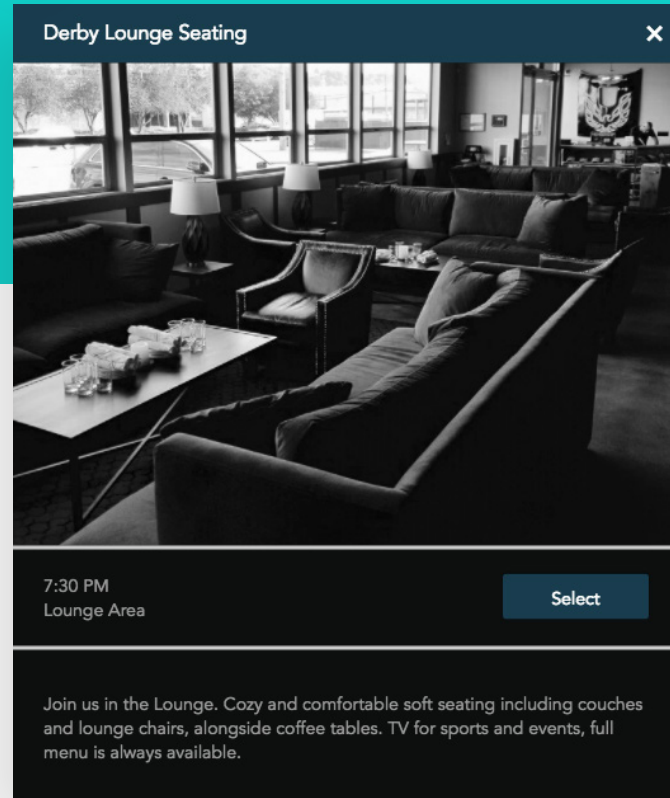 Derby Lounge Seating
7:30 PM
Lounge Area
Select
Join us in the Lounge. Cozy and comfortable soft seating including couches
and lounge chairs, alongside coffee tables. TV for sports and events, full
menu is always available.